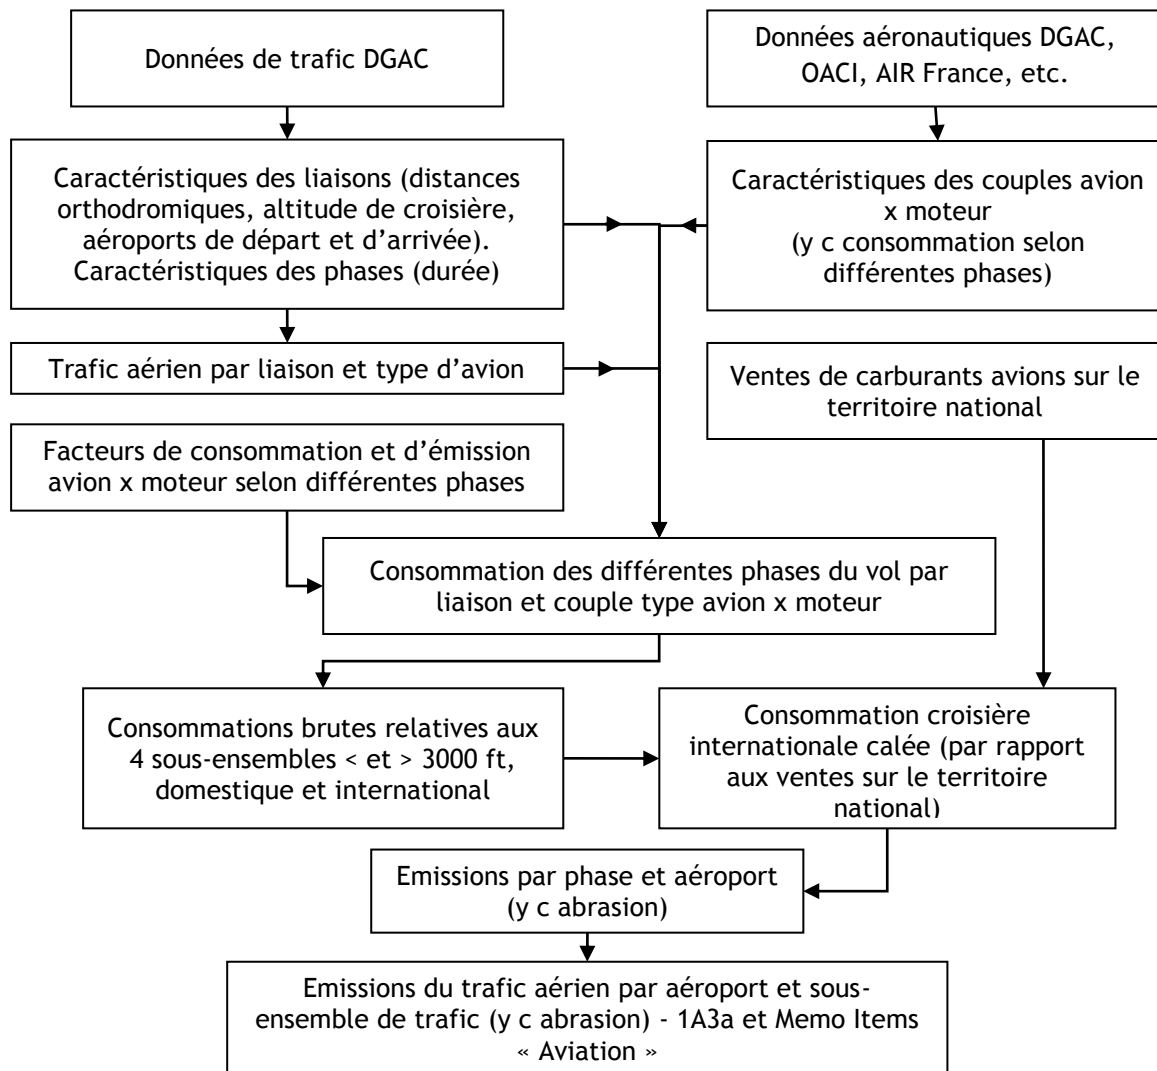 Données de trafic DGAC
Données aéronautiques DGAC,
OACI, AIR France, etc.
Caractéristiques des liaisons (distances
orthodromiques, altitude de croisière,
aéroports de départ et d’arrivée).
Caractéristiques des phases (durée)
Caractéristiques des couples avion
x moteur
(y c consommation selon
différentes phases)
Trafic aérien par liaison et type d’avion
Ventes de carburants avions sur le
territoire national
Facteurs de consommation et d’émission
avion x moteur selon différentes phases
Consommation des différentes phases du vol par
liaison et couple type avion x moteur
Consommations brutes relatives aux
4 sous-ensembles < et > 3000 ft,
domestique et international
Consommation croisière
internationale calée (par rapport
aux ventes sur le territoire
national)
Emissions par phase et aéroport
(y c abrasion)
Emissions du trafic aérien par aéroport et sous-
ensemble de trafic (y c abrasion) - 1A3a et Memo Items
« Aviation »